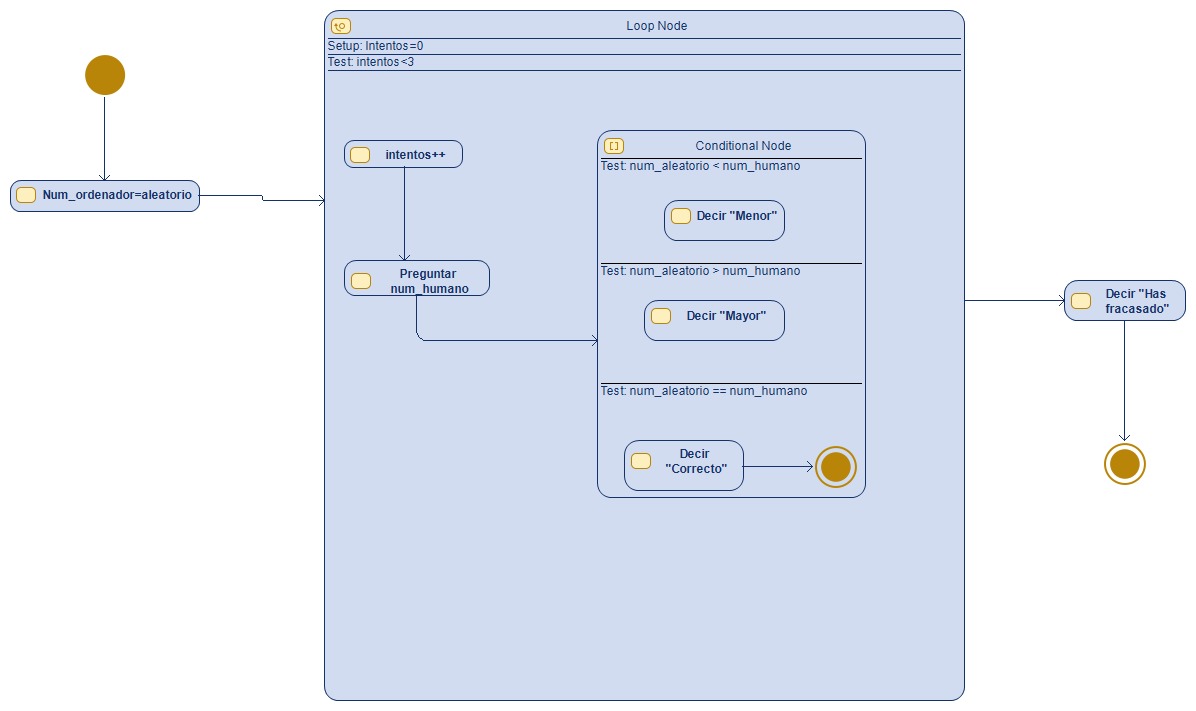 Loop Node
Setup: Intentos=0
Test: intentos<3
Num_ordenador=aleatorio
intentos++
Preguntar
num_humano
Conditional Node
Test: num_aleatorio < num_humano
Decir "Menor"
Test: num_aleatorio > num_humano
Decir "Mayor"
Test: num_aleatorio == num_humano
Decir
"Correcto"
Decir "Has
fracasado"